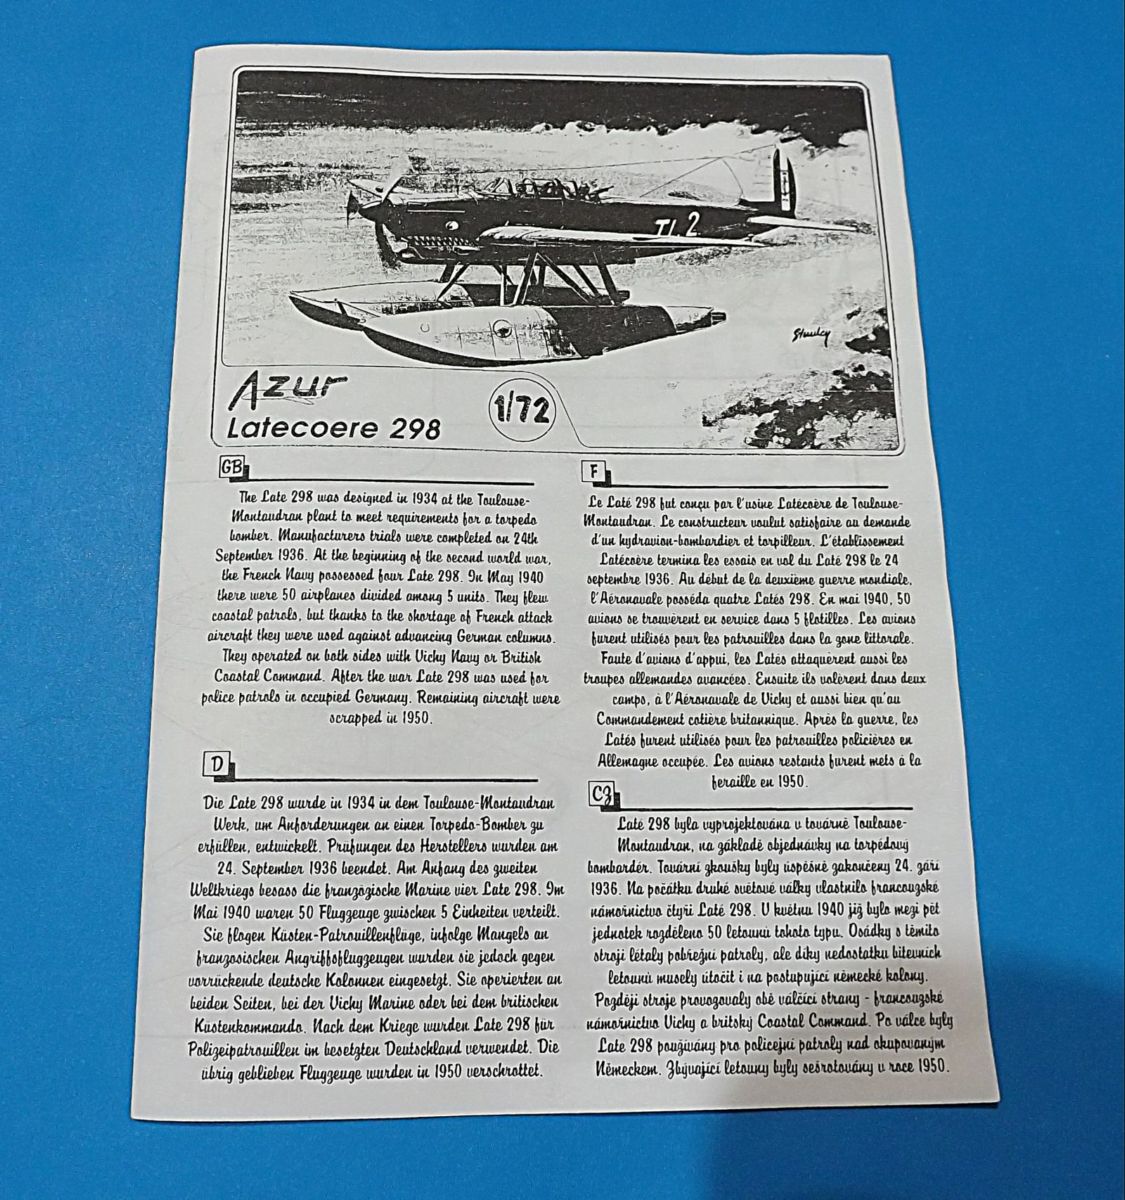 T1 2
Azur
1/72
Latecoere 298
GB
The Late 298 was designed in 1934 at the Toulouse-
Montaudran plant to meet requirements for a torpedo
bomber. Manufacturers trials were completed on 24th
September 1936. At the beginning of the second world war,
the French Navy possessed four Late 298. In May 1940
there were 50 airplanes divided among 5 units. They flew
coastal patrols, but thanks to the shortage of French attack
aircraft they were used against advancing German columns.
They operated on both sides with Vichy Navy or British
Coastal Command. After the war Late 298 was used for
police patrols in occupied Germany. Remaining aircraft were
scrapped in 1950.
F
Le Laté 298 fut conçu par l'usine Latécoère de Toulouse-
Montaudran. Le constructeur voulut satisfaire au demande
d'un hydravion-bombardier et torpilleur. L'établissement
Latécoère termina les essais en vol du Laté 298 le 24
septembre 1936. Au début de la deuxième guerre mondiale,
l'Aéronavale posséda quatre Latés 298. En mai 1940, 50
avions se trouvèrent en service dans 5 flotilles. Les avions
furent utilisés pour les patrouilles dans la zone littorale.
Faute d'avions d'appui, les Latés attaquèrent aussi les
troupes allemandes avancées. Ensuite ils volèrent dans deux
camps, à l'Aéronavale de Vichy et aussi bien qu'au
Commandement cotière britannique. Après la guerre, les
Latés furent utilisés pour les patrouilles policières en
Allemagne occupée. Les avions restants furent mets à la
feraille en 1950.
D
Die Late 298 wurde in 1934 in dem Toulouse-Montaudran
Werk, um Anforderungen an einen Torpedo-Bomber zu
erfüllen, entwickelt. Prüfungen des Herstellers wurden am
24. September 1936 beendet. Am Anfang des zweiten
Weltkriegs besass die französische Marine vier Late 298. Im
Mai 1940 waren 50 Flugzeuge zwischen 5 Einheiten verteilt.
Sie flogen Küsten-Patrouillenflüge, infolge Mangels an
französischen Angriffsflugzeugen wurden sie jedoch gegen
vorrückende deutsche Kolonnen eingesetzt. Sie operierten an
beiden Seiten, bei der Vichy Marine oder bei dem britischen
Küstenkommando. Nach dem Kriege wurden Late 298 für
Polizeipatrouillen im besetzten Deutschland verwendet. Die
übrig geblieben Flugzeuge wurden in 1950 verschrottet.
CZ
Laté 298 byla vyprojektována v továrně Toulouse-
Montaudran, na základě objednávky na torpédový
bombardér. Tovární zkoušky byly úspěšně zakončeny 24. září
1936. Na počátku druhé světové války vlastnilo francouzské
námořnictvo čtyři Laté 298. V květnu 1940 již bylo mezi pět
jednotek rozděleno 50 letounů tohoto typu. Osádky s těmito
stroji létaly pobřežní patroly, ale díky nedostatku bitevních
letounů musely útočit i na postupující německé kolony.
Později stroje provozovaly obě válčící strany - francouzské
námořnictvo Vichy a britský Coastal Command. Po válce byly
Late 298 používány pro policejní patroly nad okupovaným
Německem. Zbývající letouny byly sešrotovány v roce 1950.